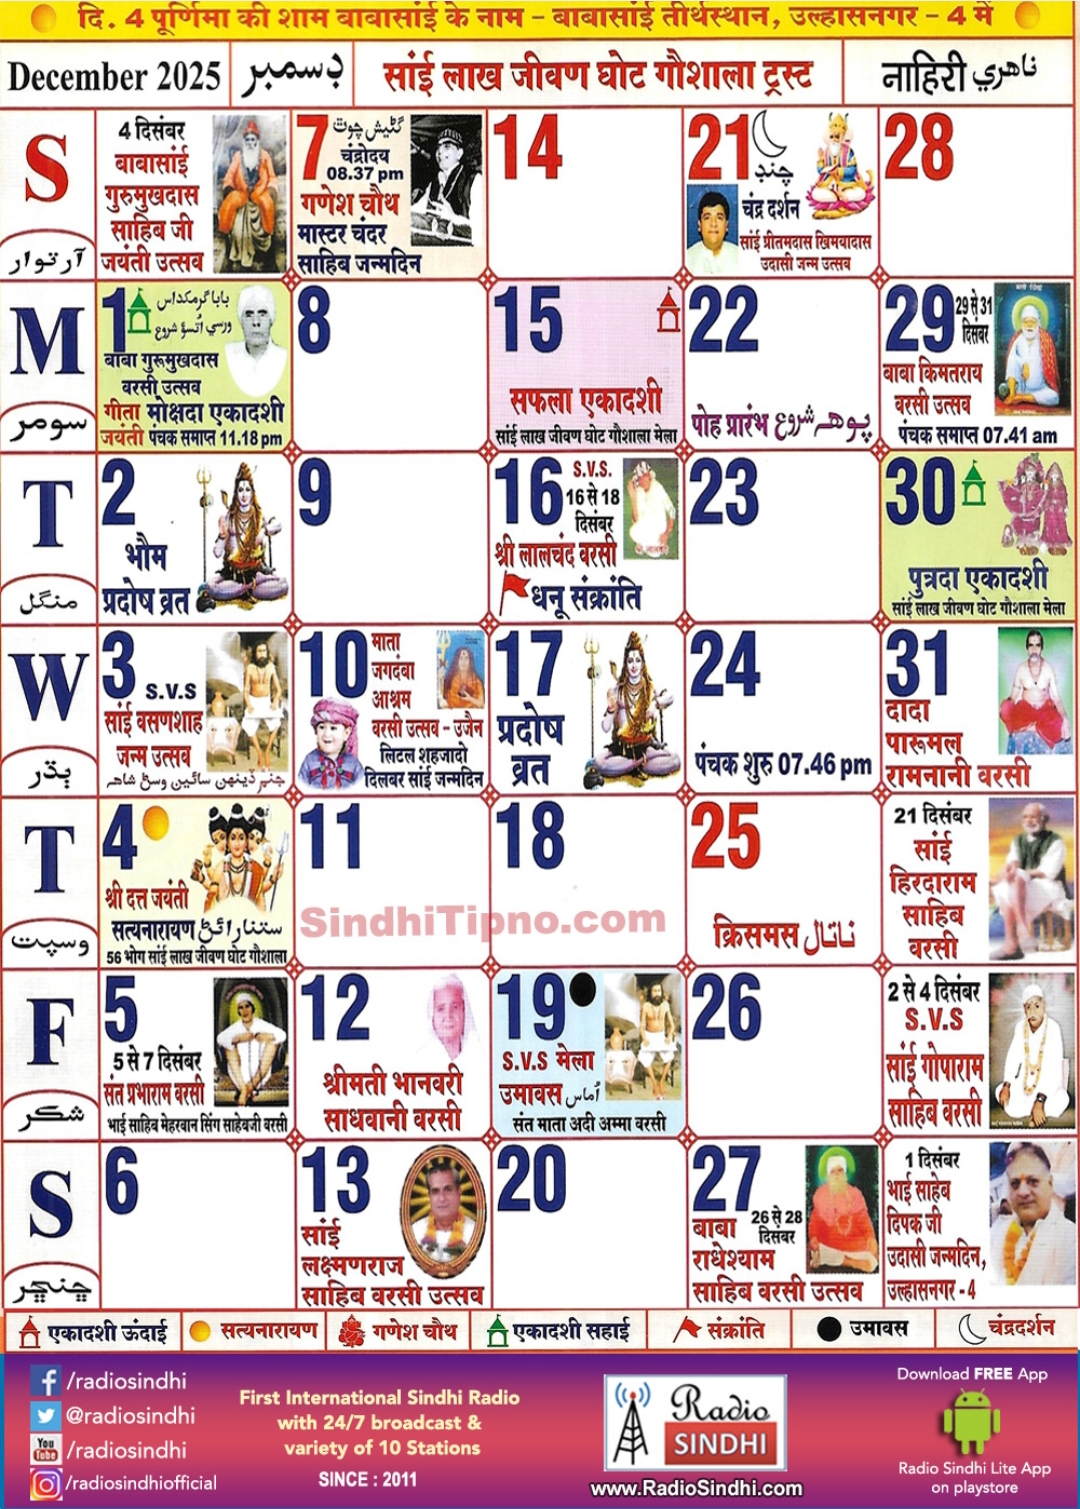 दि. 4 पूर्णिमा की शाम बाबासांई के नाम - बाबासांई तीर्थस्थान, उल्हासनगर - 4 में
December 2025
ڊسمبر
सांई लाख जीवण घोट गौशाला ट्रस्ट
नाहिरी ناھري
S
آرتوار
4 दिसंबर
बाबासांई
गुरुमुखदास
साहिब जी
जयंती उत्सव
7
گڻيش چوٿ
चंद्रोदय
08.37 pm
गणेश चौथ
मास्टर चंदर
साहिब जन्मदिन
14
21
چنڊ
चंद्र दर्शन
सांई प्रीतमदास खिमयादास
उदासी जन्म उत्सव
28
M
سومر
1
بابا گرمکداس
ورسي اُتسؤ شروع
बाबा गुरूमुखदास
वरसी उत्सव
गीता मोक्षदा एकादशी
जयंती पंचक समाप्त 11.18 pm
8
15
सफला एकादशी
सांई लाख जीवण घोट गौशाला मेला
22
पोह प्रारंभ پوھه شروع
29
29 से 31
दिसंबर
बाबा किमतराय
वरसी उत्सव
पंचक समाप्त 07.41 am
T
منگل
2
भौम
प्रदोष व्रत
9
16
S.V.S.
16 से 18
दिसंबर
श्री लालचंद वरसी
धनू संक्रांति
23
30
पुत्रदा एकादशी
सांई लाख जीवण घोट गौशाला मेला
W
ٻڌر
3
S.V.S
सांई वसणशाह
जन्म उत्सव
جنم ڏينهن سائين وسڻ شاهه
10
माता
जगदंबा
आश्रम
वरसी उत्सव - उजैन
लिटल शहजादो
दिलबर सांई जन्मदिन
17
प्रदोष
व्रत
24
पंचक शुरु 07.46 pm
31
दादा
पारूमल
रामनानी वरसी
T
وسپت
4
श्री दत्त जयंती
सत्यनारायण ستنارائڻ
56 भोग सांई लाख जीवण घोट गौशाला
11
18
25
क्रिसमस ناتال
21 दिसंबर
सांई
हिरदाराम
साहिब
वरसी
SindhiTipno.com
F
شڪر
5
5 से 7 दिसंबर
संत प्रभाराम वरसी
भाई साहिब मेहरबान सिंग साहेबजी वरसी
12
श्रीमती भानवरी
साधवानी वरसी
19
S.V.S मेला
उमावस اُماس
संत माता अदी अम्मा वरसी
26
2 से 4 दिसंबर
S.V.S
सांई गोपाराम
साहिब वरसी
S
ڇنڇر
6
13
सांई
लक्ष्मणराज
साहिब वरसी उत्सव
20
27
26 से 28
दिसंबर
बाबा
राधेश्याम
साहिब वरसी उत्सव
1 दिसंबर
भाई साहेब
दिपक जी
उदासी जन्मदिन,
उल्हासनगर - 4
एकादशी ऊंदाई
सत्यनारायण
गणेश चौथ
एकादशी सहाई
संक्रांति
उमावस
चंद्रदर्शन
/radiosindhi
@radiosindhi
You Tube /radiosindhi
/radiosindhiofficial
First International Sindhi Radio
with 24/7 broadcast &
variety of 10 Stations
SINCE : 2011
Radio
SINDHI
www.RadioSindhi.com
Download FREE App
Radio Sindhi Lite App
on playstore